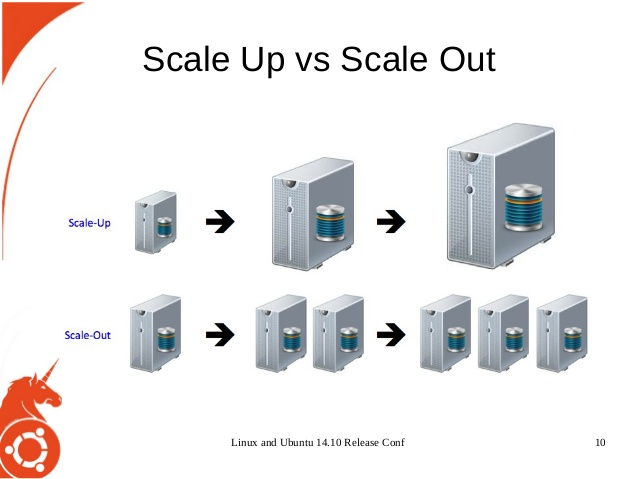 Scale Up vs Scale Out
Scale-Up
Scale-Out
Linux and Ubuntu 14.10 Release Conf
10